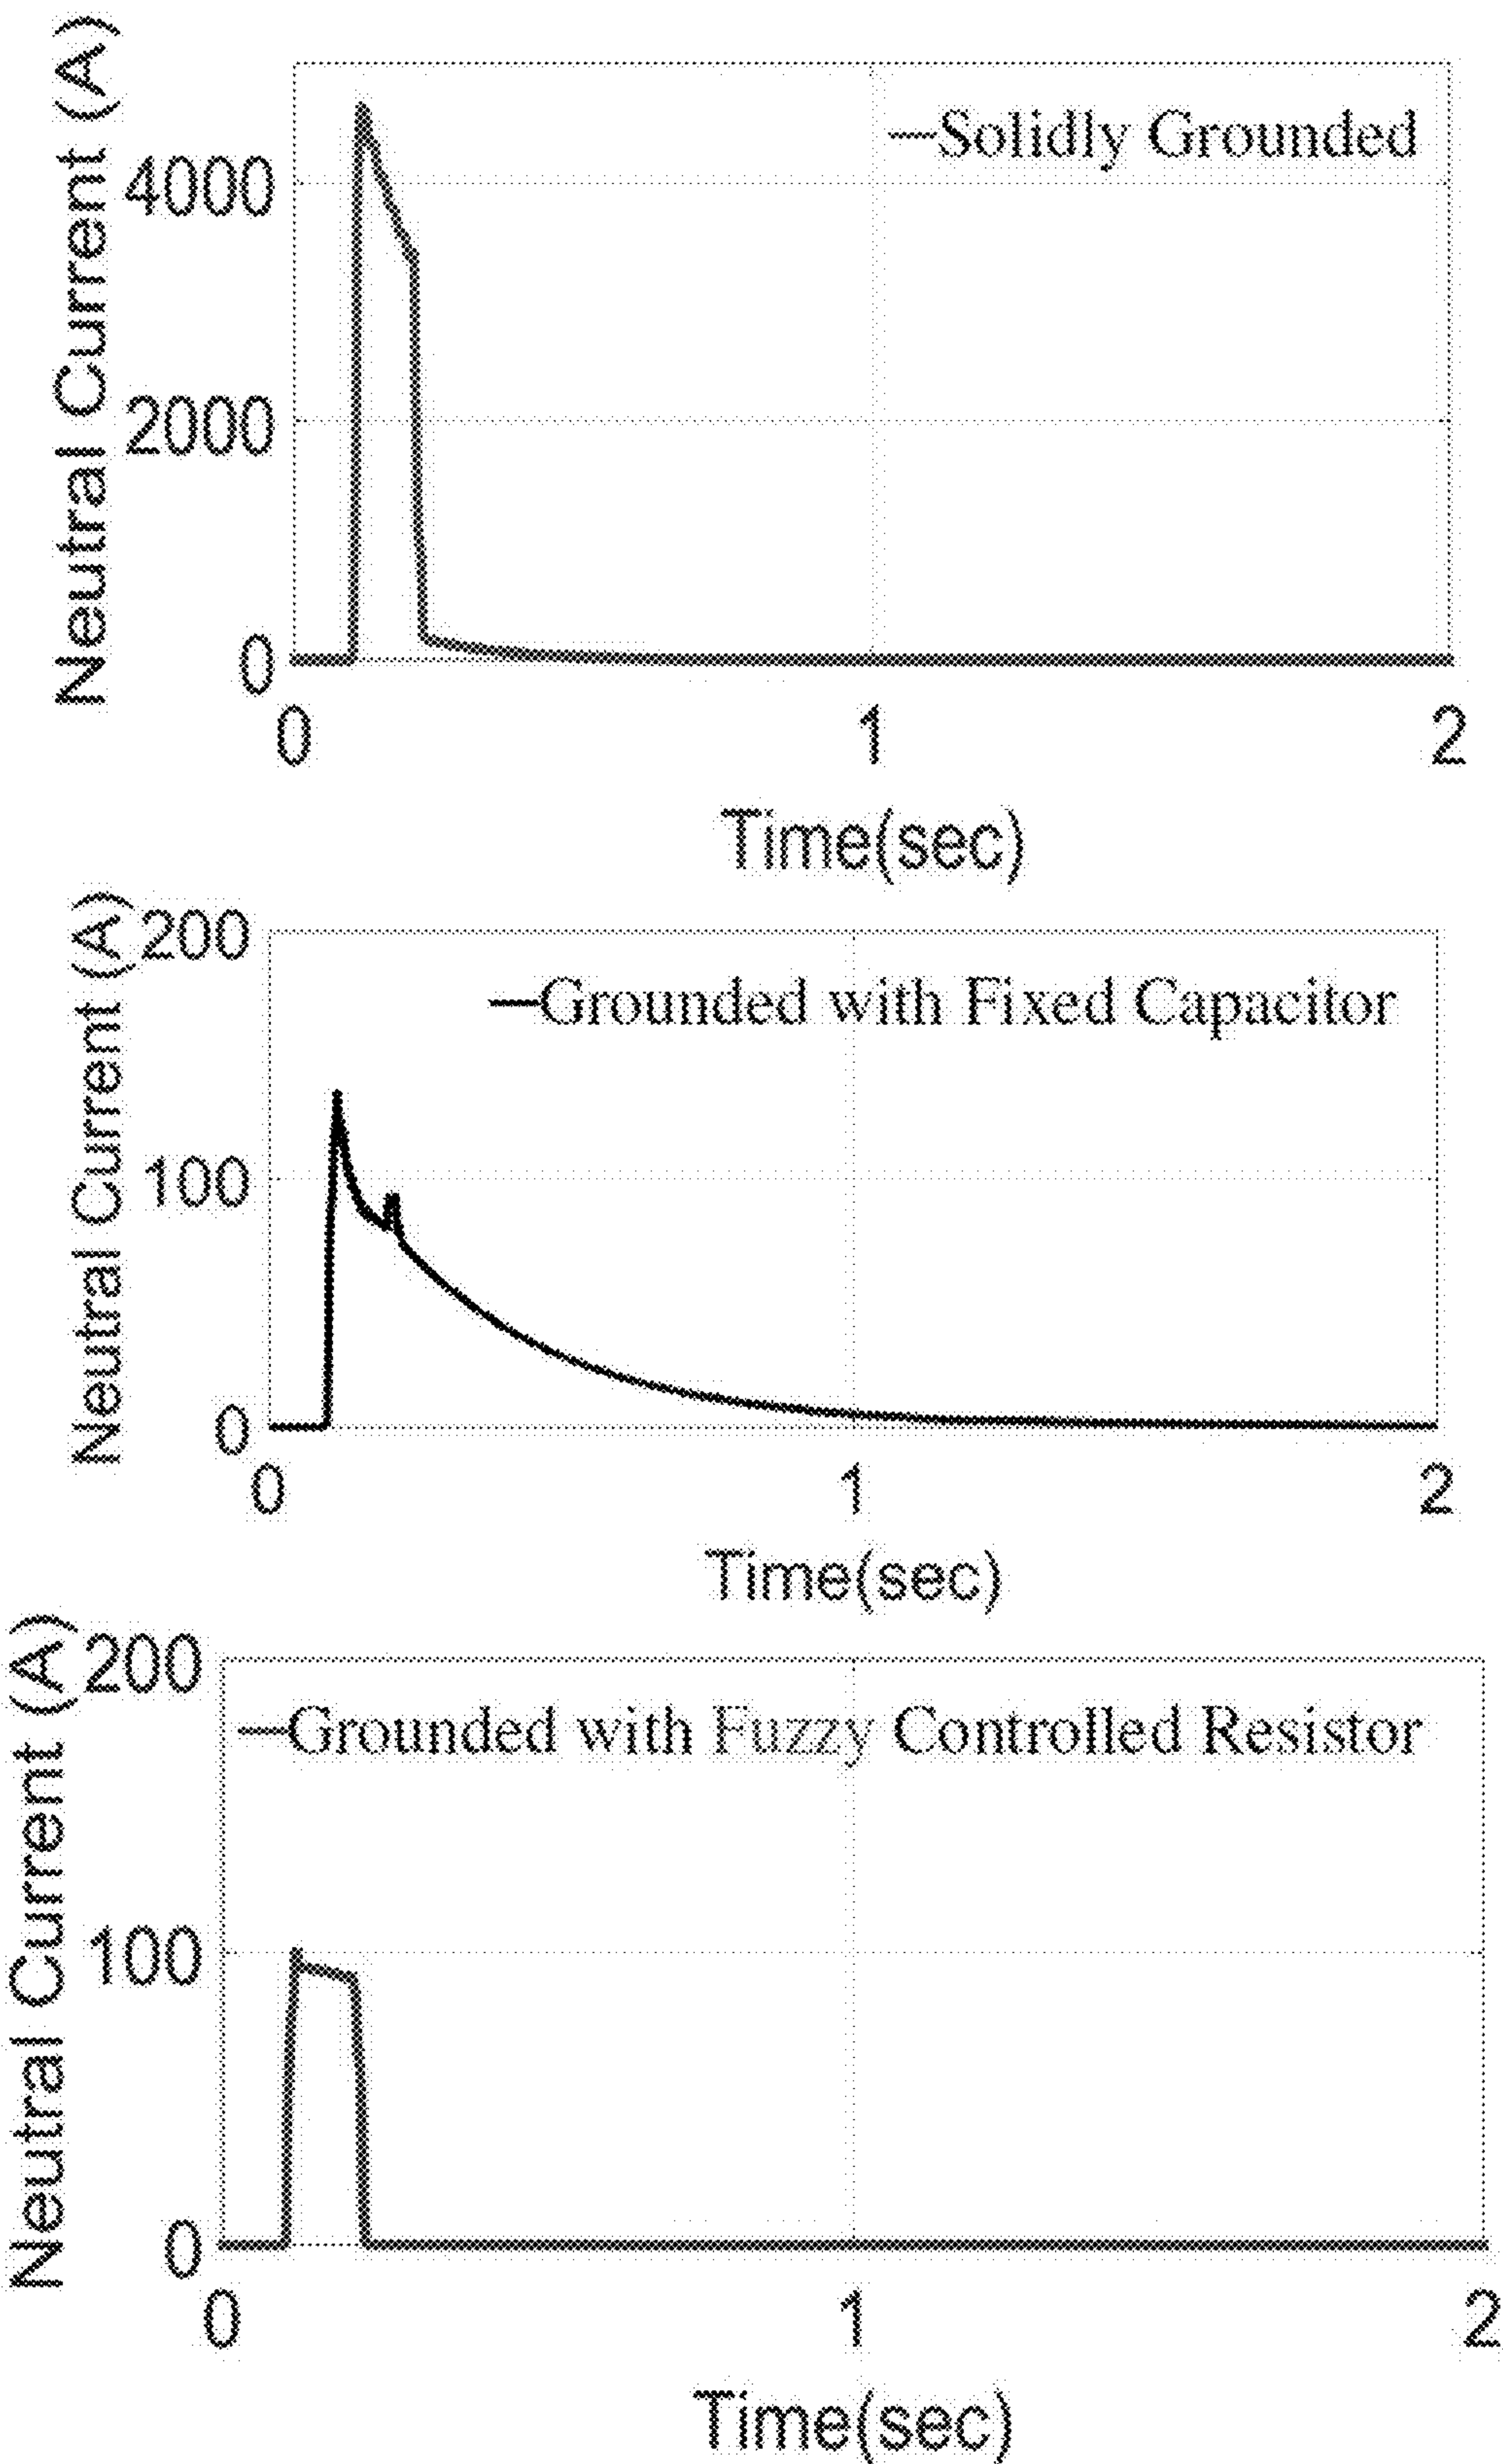 Neutral Current (A)
Solidly Grounded
4000
2000
0
0 1 2
Time(sec)
Neutral Current (A)
200
Grounded with Fixed Capacitor
100
0
0 1 2
Time(sec)
Neutral Current (A)
200
Grounded with Fuzzy Controlled Resistor
100
0
0 1 2
Time(sec)